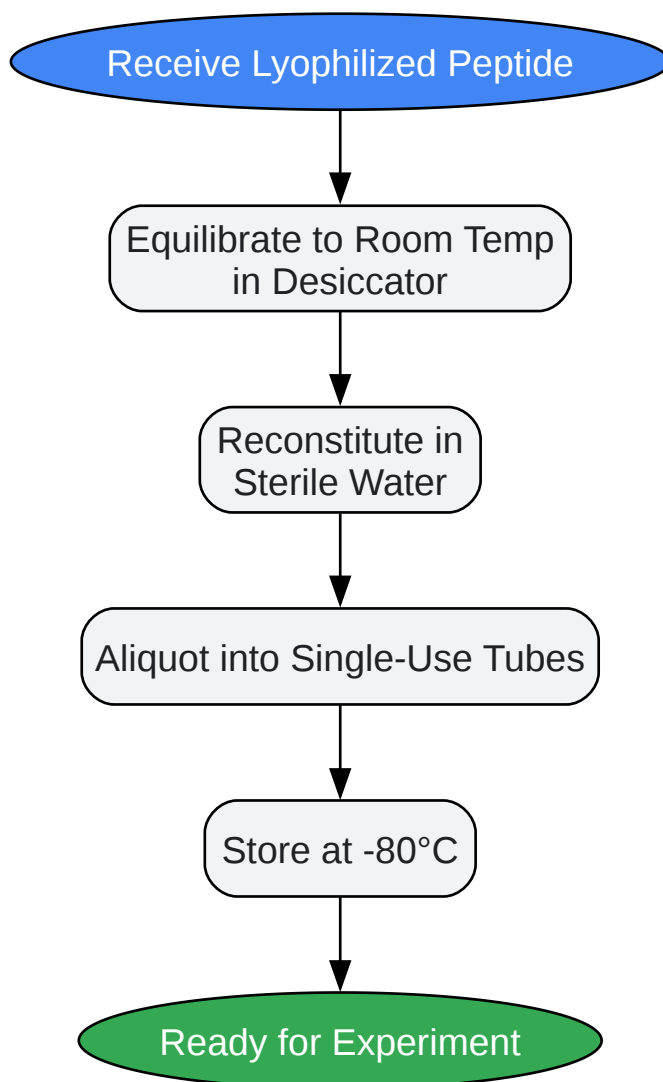 Receive Lyophilized Peptide
Equilibrate to Room Temp
in Desiccator
Reconstitute in
Sterile Water
Aliquot into Single-Use Tubes
Store at -80°C
Ready for Experiment